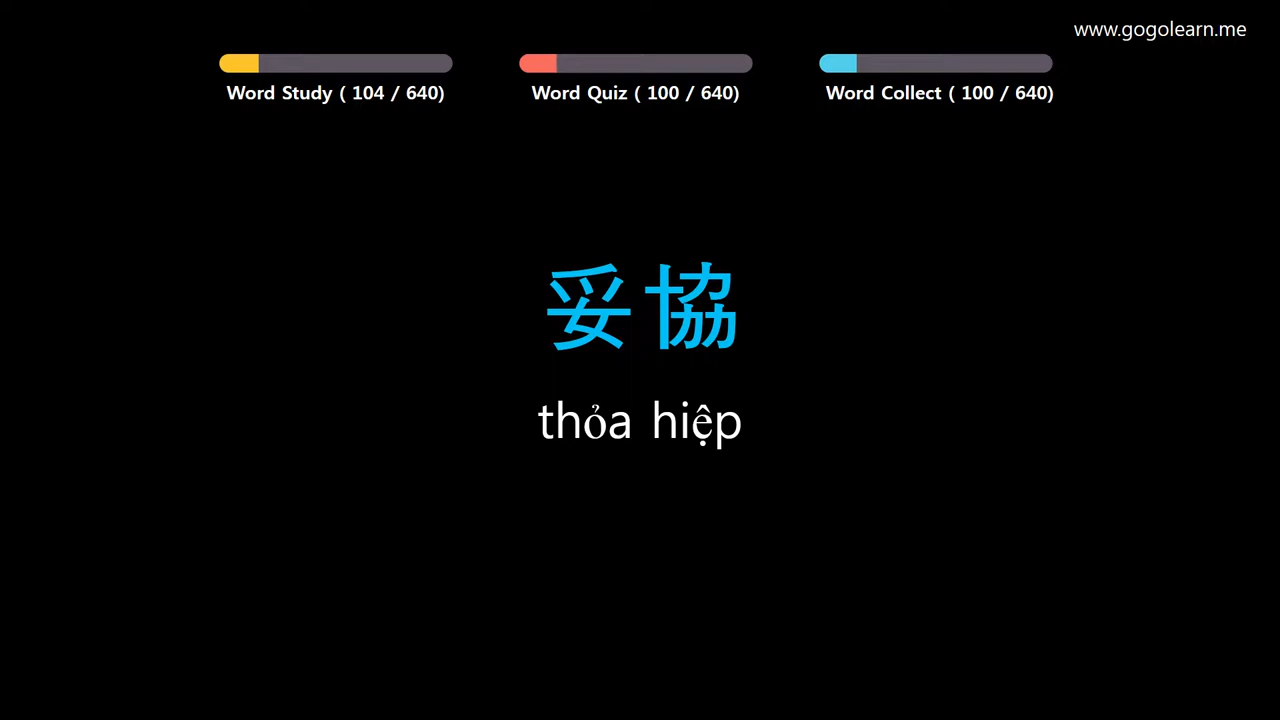 www.gogolearn.me
Word Study ( 104 / 640)
Word Quiz ( 100 / 640)
Word Collect ( 100 / 640)
妥協
thỏa hiệp